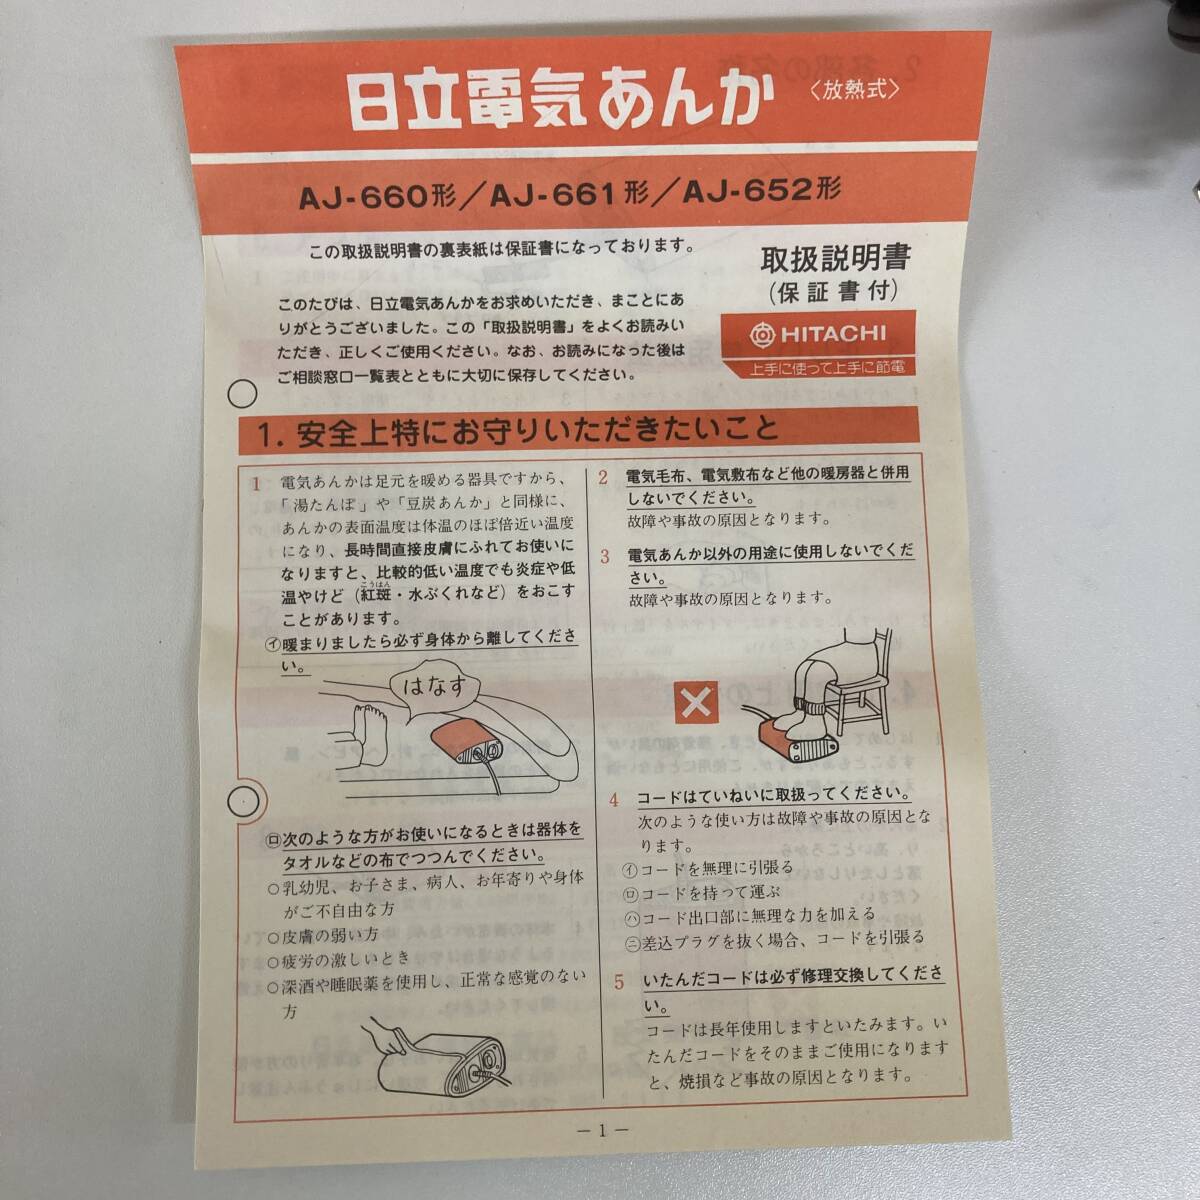 日立電気あんか 〈放熱式〉
AJ-660形／AJ-661形／AJ-652形
この取扱説明書の裏表紙は保証書になっております。
取扱説明書
(保証書付)
このたびは、日立電気あんかをお求めいただき、まことにあ
りがとうございました。この「取扱説明書」をよくお読みい
ただき、正しくご使用ください。なお、お読みになった後は
ご相談窓口一覧表とともに大切に保存してください。
HITACHI
上手に使って上手に節電
1. 安全上特にお守りいただきたいこと
1 電気あんかは足元を暖める器具ですから、
「湯たんぽ」や「豆炭あんか」と同様に、
あんかの表面温度は体温のほぼ倍近い温度
になり、長時間直接皮膚にふれてお使いに
なりますと、比較的低い温度でも炎症や低
こうはん
温やけど（紅斑・水ぶくれなど）をおこす
ことがあります。
㋑暖まりましたら必ず身体から離してくださ
い。
はなす
㋺次のような方がお使いになるときは器体を
タオルなどの布でつつんでください。
○乳幼児、お子さま、病人、お年寄りや身体
がご不自由な方
○皮膚の弱い方
○疲労の激しいとき
○深酒や睡眠薬を使用し、正常な感覚のない
方
2 電気毛布、電気敷布など他の暖房器と併用
しないでください。
故障や事故の原因となります。
3 電気あんか以外の用途に使用しないでくだ
さい。
故障や事故の原因となります。
4 コードはていねいに取扱ってください。
次のような使い方は故障や事故の原因とな
ります。
㋑コードを無理に引張る
㋺コードを持つて運ぶ
㋩コード出口部に無理な力を加える
㋥差込プラグを抜く場合、コードを引張る
5 いたんだコードは必ず修理交換してくださ
い。
コードは長年使用しますといたみます。い
たんだコードをそのままご使用になります
と、焼損など事故の原因となります。
— 1 —